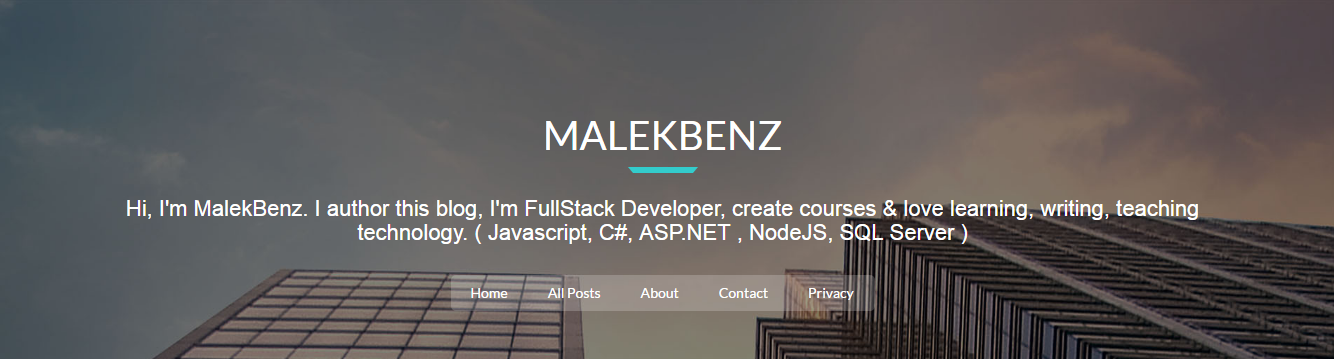 MALEKBENZ
Hi, I'm MalekBenz. I author this blog, I'm FullStack Developer, create courses & love learning, writing, teaching
technology. ( Javascript, C#, ASP.NET , NodeJS, SQL Server )
Home All Posts About Contact Privacy